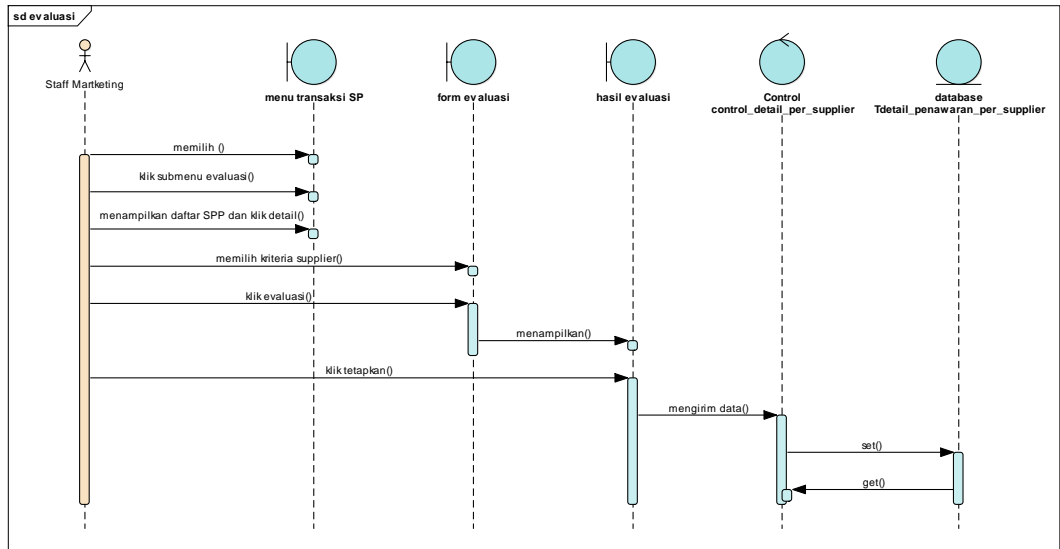 sd evaluasi
Staff Martketing
menu transaksi SP
form evaluasi
hasil evaluasi
Control
control_detail_per_supplier
database
Tdetail_penawaran_per_supplier
memilih ()
klik submenu evaluasi()
menampilkan daftar SPP dan klik detail()
memilih kriteria supplier()
klik evaluasi()
menampilkan()
klik tetapkan()
mengirim data()
set()
get()